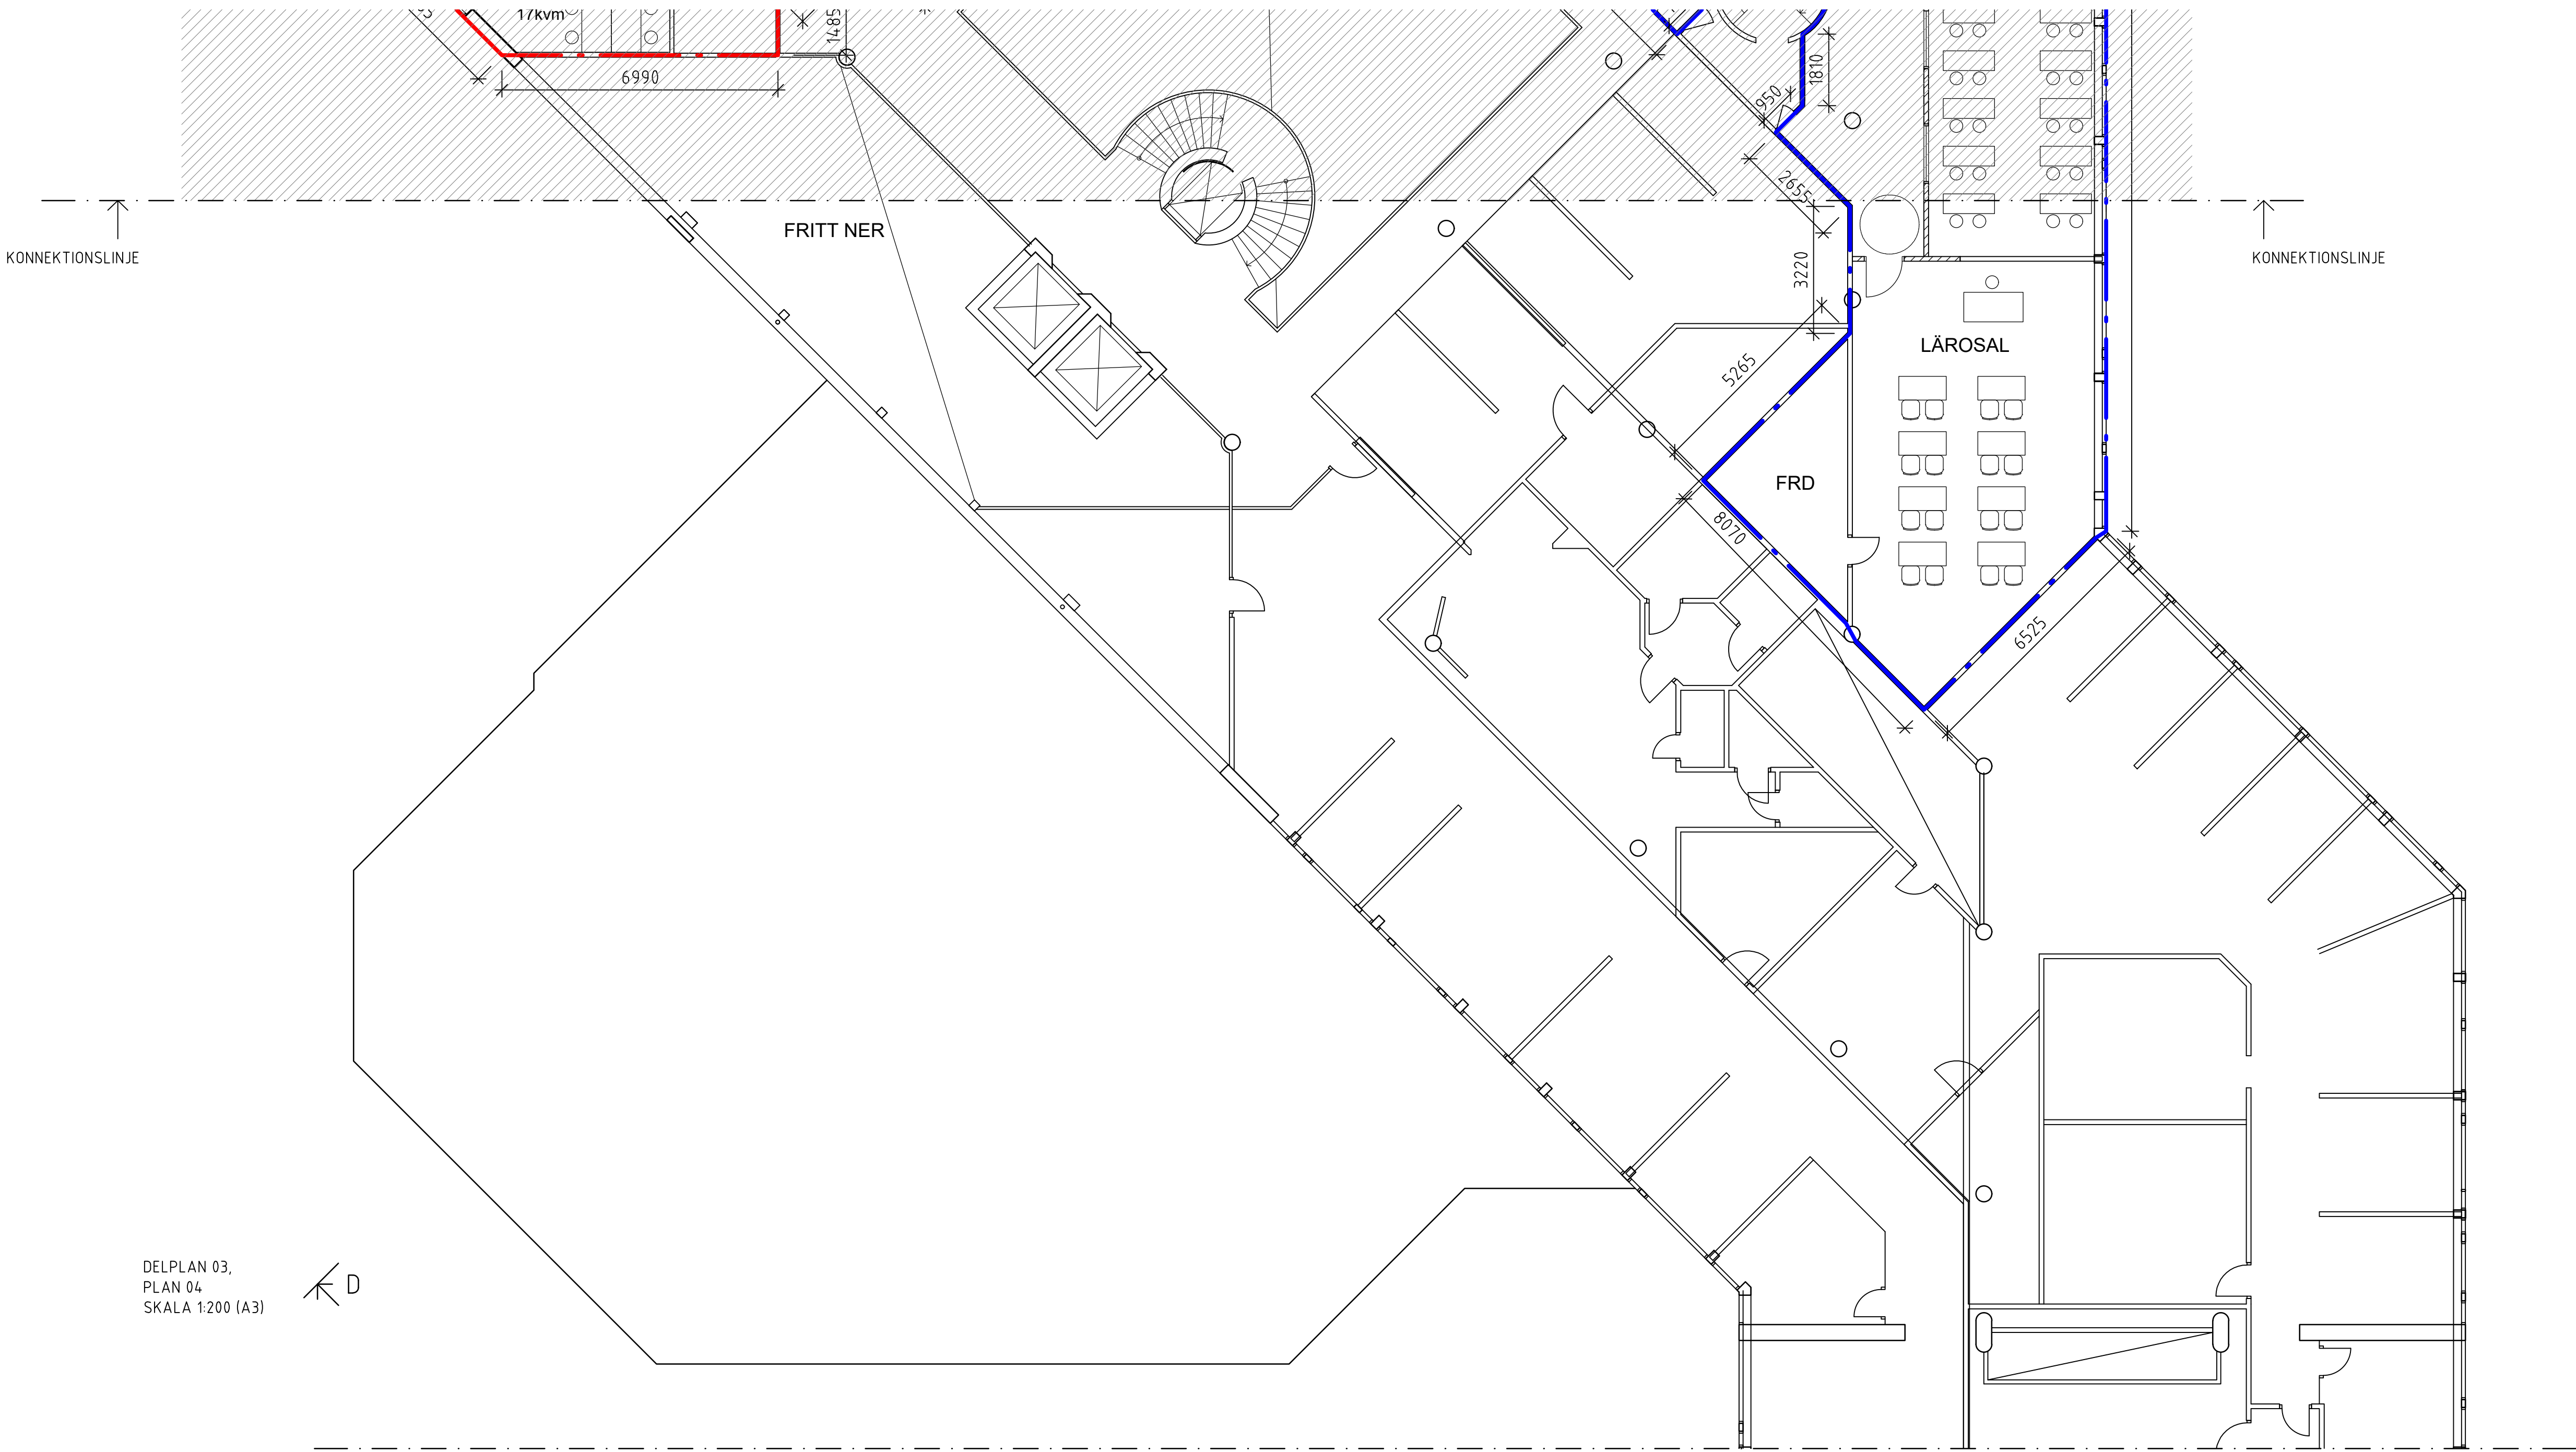 17kvm
1485
6990
1810
950
2655
3220
KONNEKTIONSLINJE
FRITT NER
KONNEKTIONSLINJE
LÄROSAL
5265
FRD
8070
6525
DELPLAN 03,
PLAN 04
SKALA 1:200 (A3)
D